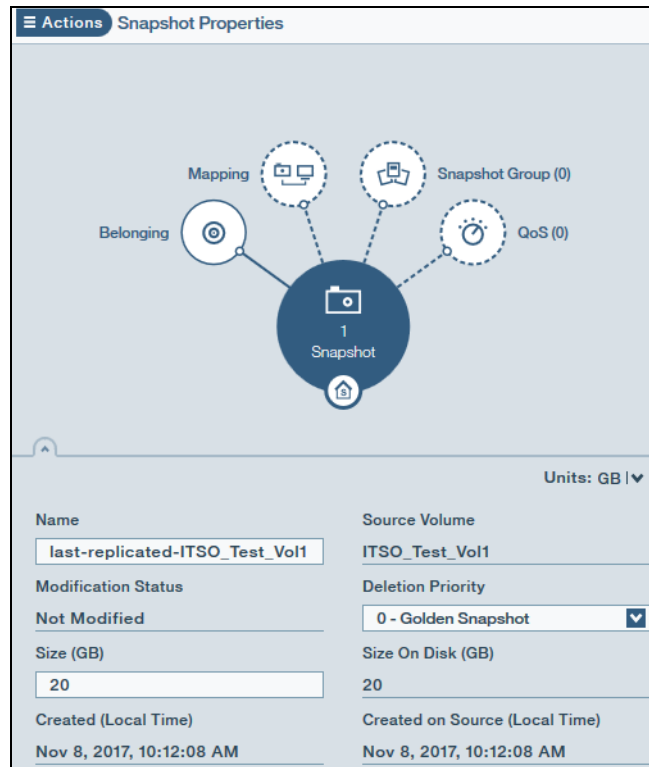 Actions Snapshot Properties
Mapping
Snapshot Group (0)
Belonging
QoS (0)
1
Snapshot
S
Units: GB
Name
Source Volume
last-replicated-ITSO_Test_Vol1
ITSO_Test_Vol1
Modification Status
Deletion Priority
Not Modified
0 - Golden Snapshot
Size (GB)
Size On Disk (GB)
20
20
Created (Local Time)
Created on Source (Local Time)
Nov 8, 2017, 10:12:08 AM
Nov 8, 2017, 10:12:08 AM